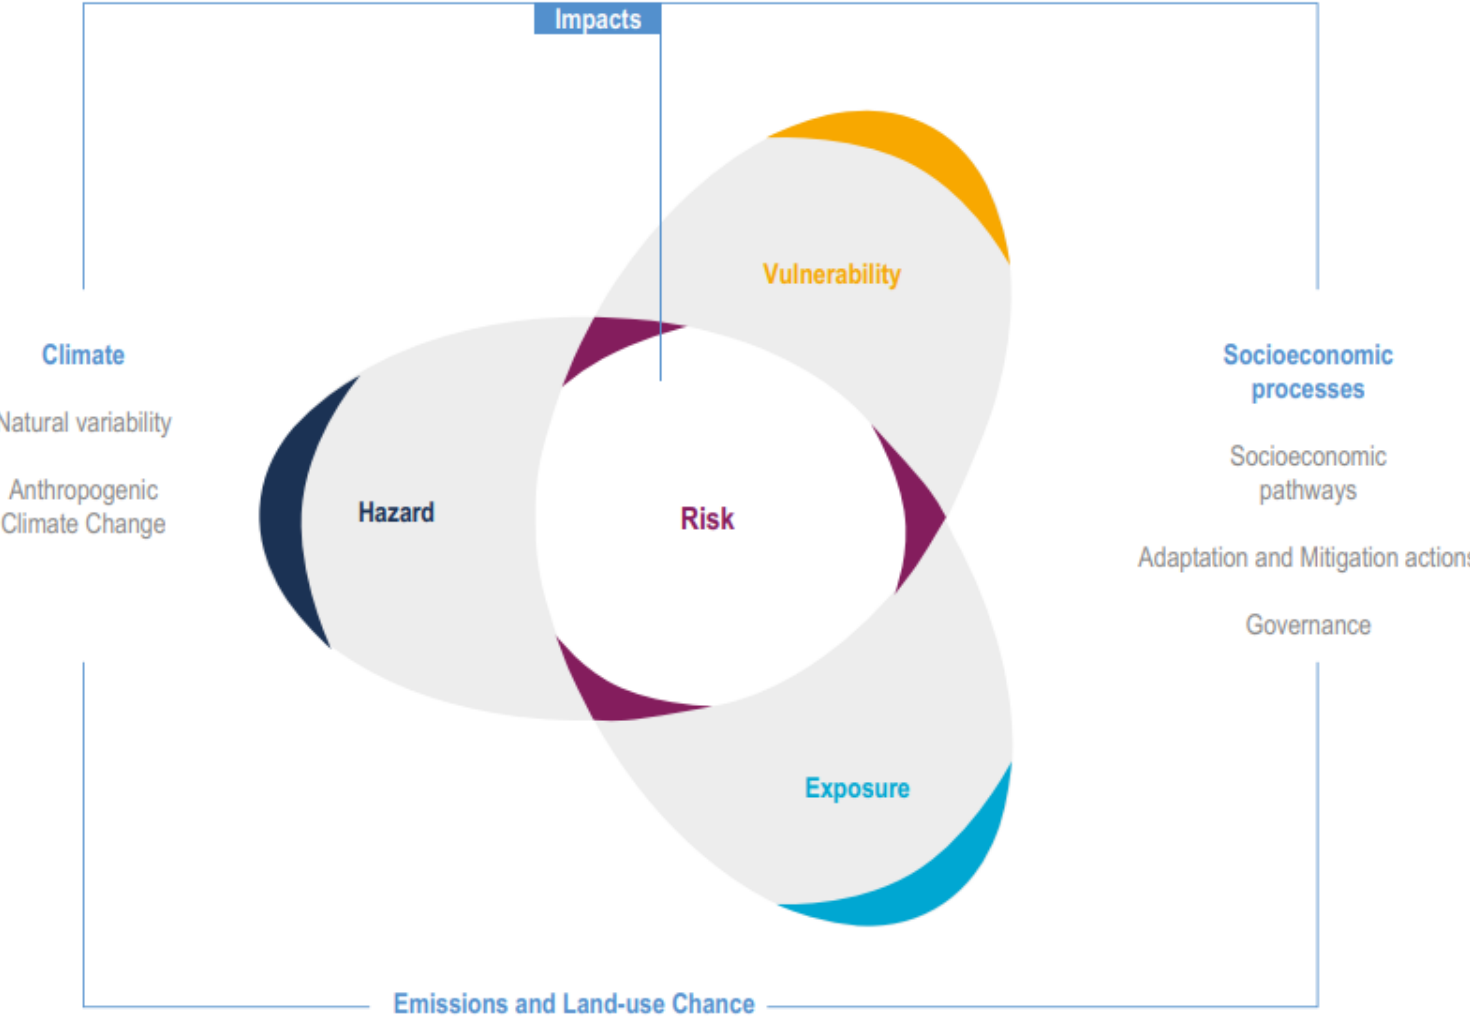 Impacts
Vulnerability
Climate
Natural variability
Anthropogenic
Climate Change
Hazard
Risk
Socioeconomic
processes
Socioeconomic
pathways
Adaptation and Mitigation actions
Governance
Exposure
Emissions and Land-use Chance